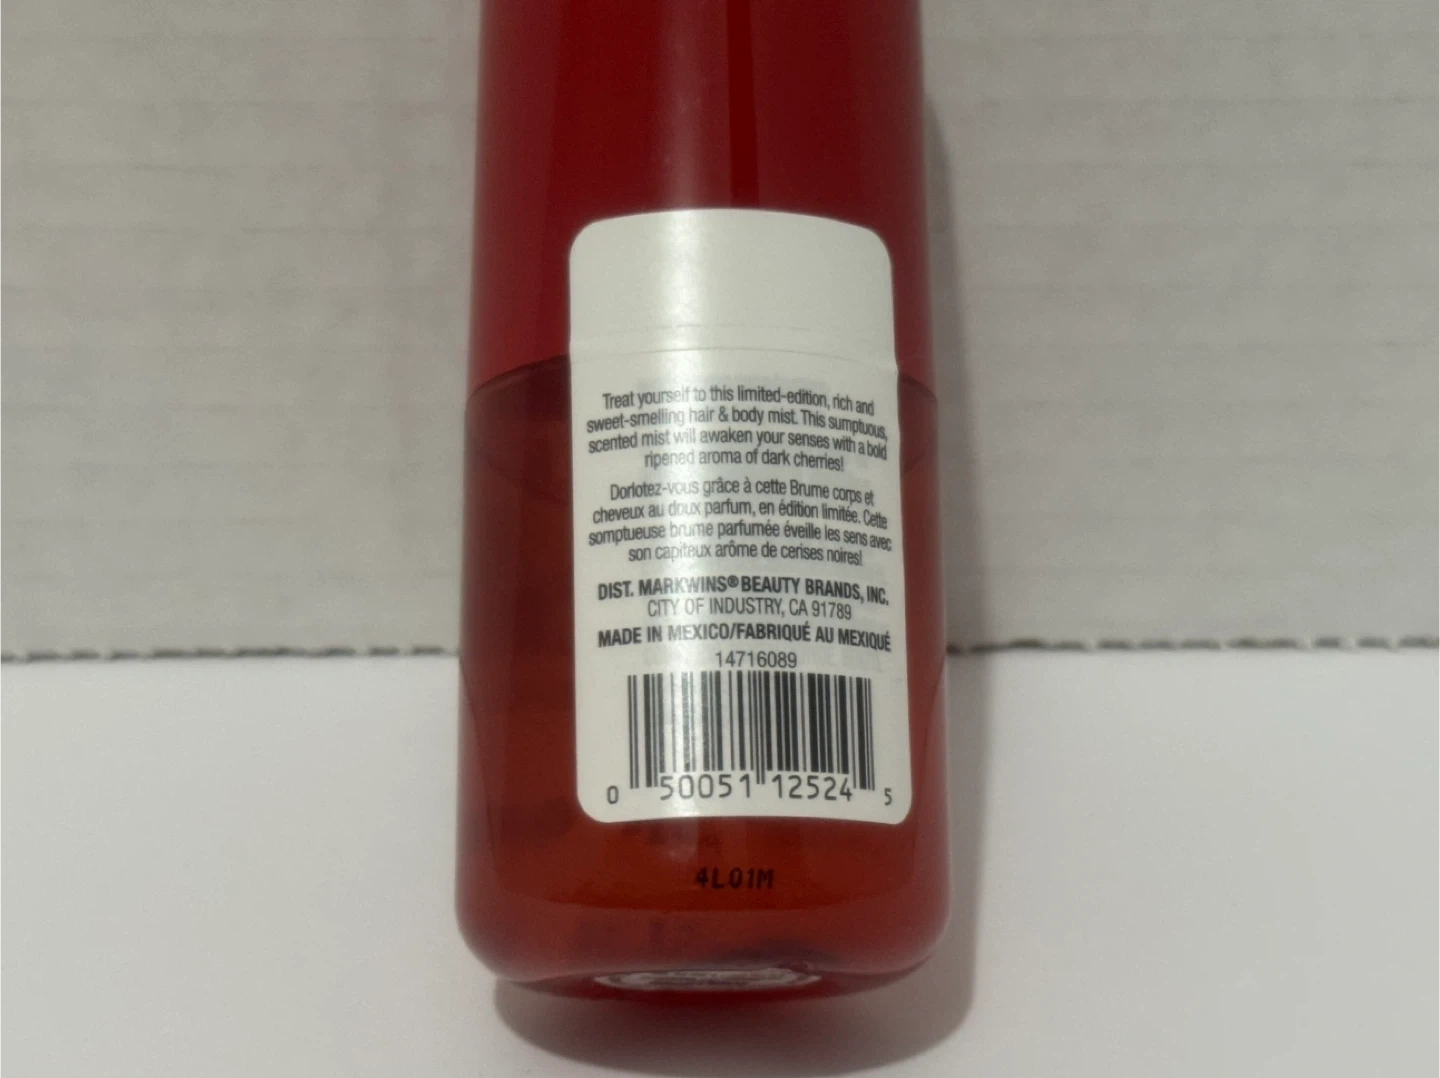 Treat yourself to this limited-edition, rich and
sweet-smelling hair & body mist. This sumptuous,
scented mist will awaken your senses with a bold
ripened aroma of dark cherries!
Dorlotez-vous grâce à cette Brume corps et
cheveux au doux parfum, en édition limitée. Cette
somptueuse brume parfumée éveille les sens avec
son capiteux arôme de cerises noires!
DIST. MARKWINS® BEAUTY BRANDS, INC.
CITY OF INDUSTRY, CA 91789
MADE IN MEXICO/FABRIQUÉ AU MEXIQUÉ
14716089
0 50051 12524 5
4L01M